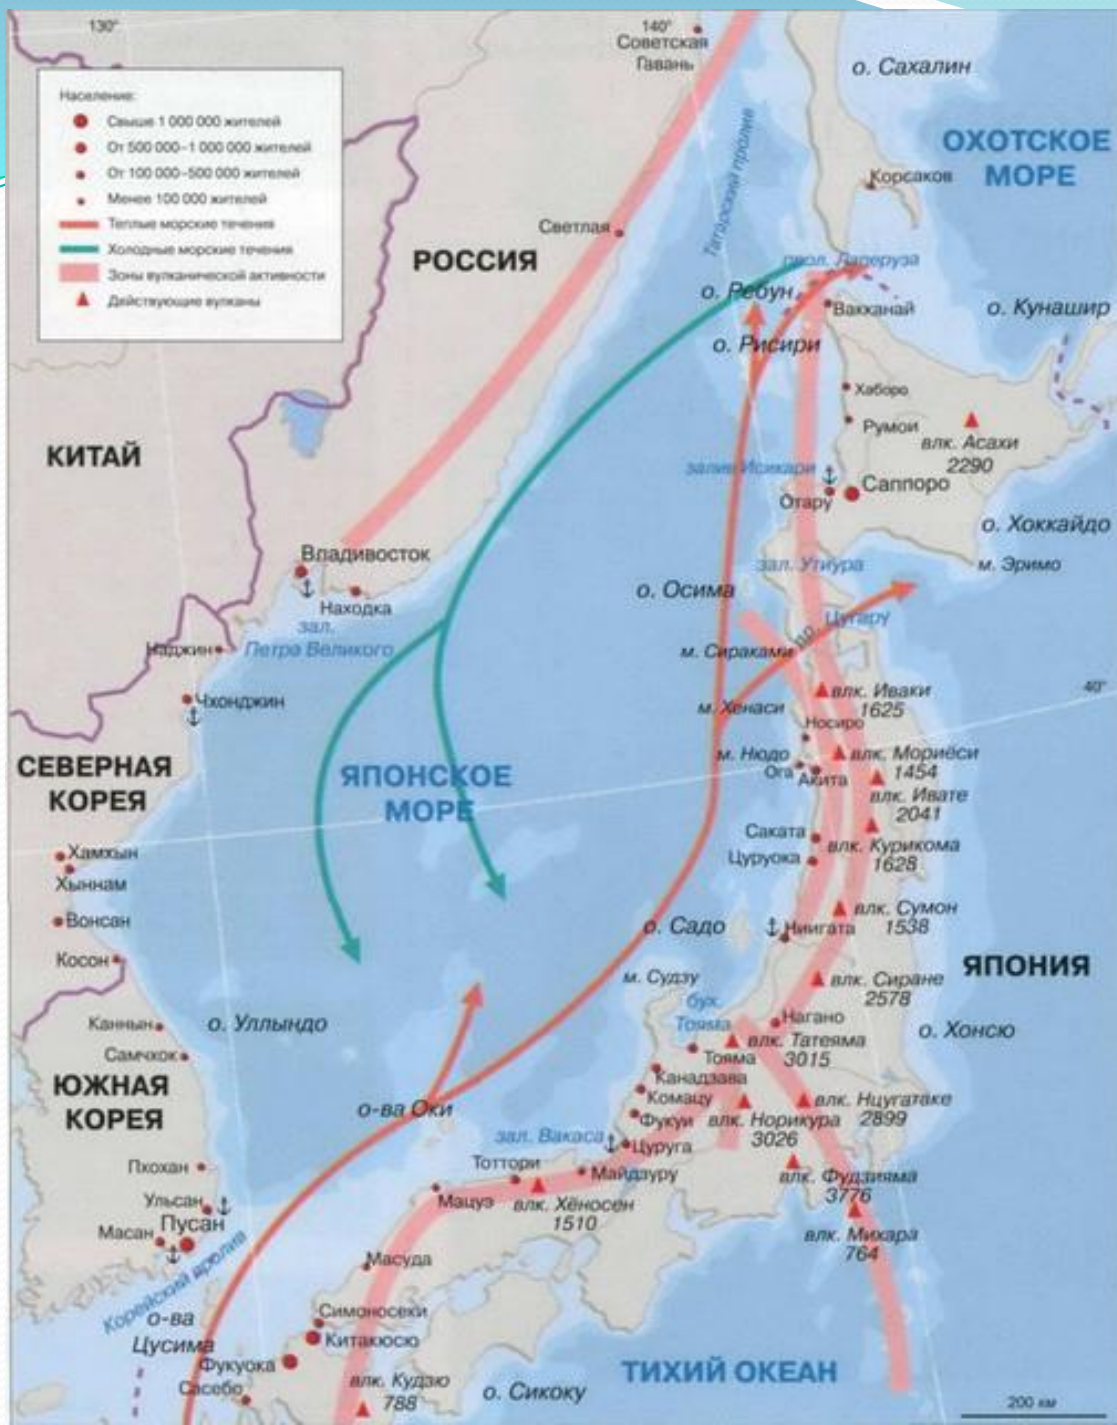 130°
140°
Советская
Гавань
о. Сахалин
Население:
Свыше 1 000 000 жителей
От 500 000–1 000 000 жителей
От 100 000–500 000 жителей
Менее 100 000 жителей
Теплые морские течения
Холодные морские течения
Зоны вулканической активности
Действующие вулканы
ОХОТСКОЕ
МОРЕ
Татарский пролив
Корсаков
Светлая
РОССИЯ
прол. Лаперуза
о. Ребун
Вакканай
о. Кунашир
о. Рисири
Хаборо
Румои
влк. Асахи
2290
КИТАЙ
залив Исикари
Саппоро
Отару
о. Хоккайдо
Владивосток
зал. Утиура
м. Эримо
Находка
о. Осима
зал.
Петра Великого
пр. Цугару
Наджин
м. Сираками
Чхонджин
40°
влк. Иваки
1625
м. Хенаси
Носиро
СЕВЕРНАЯ
КОРЕЯ
ЯПОНСКОЕ
МОРЕ
м. Нюдо
Ога
Акита
влк. Мориёси
1454
влк. Ивате
2041
Саката
Цуруока
влк. Курикома
1628
Хамхын
Хыннам
Вонсан
влк. Сумон
1538
о. Садо
Ниигата
Косон
ЯПОНИЯ
м. Судзу
влк. Сиране
2578
бух.
Тояма
Каннын
о. Уллындо
Нагано
о. Хонсю
Самчхок
влк. Татеяма
3015
Тояма
ЮЖНАЯ
КОРЕЯ
Канадзава
Комацу
о-ва Оки
Фукуи
влк. Норикура
3026
влк. Нцугатаке
2899
зал. Вакаса
Цуруга
Пхохан
Тоттори
Майдзуру
влк. Фудзияма
3776
Ульсан
Мацуэ
влк. Хёносен
1510
Пусан
Масан
влк. Михара
764
Корейский пролив
Масуда
о-ва
Цусима
Симоносеки
Китакюсю
Фукуока
Сасебо
влк. Кудзю
788
о. Сикоку
ТИХИЙ ОКЕАН
200 км